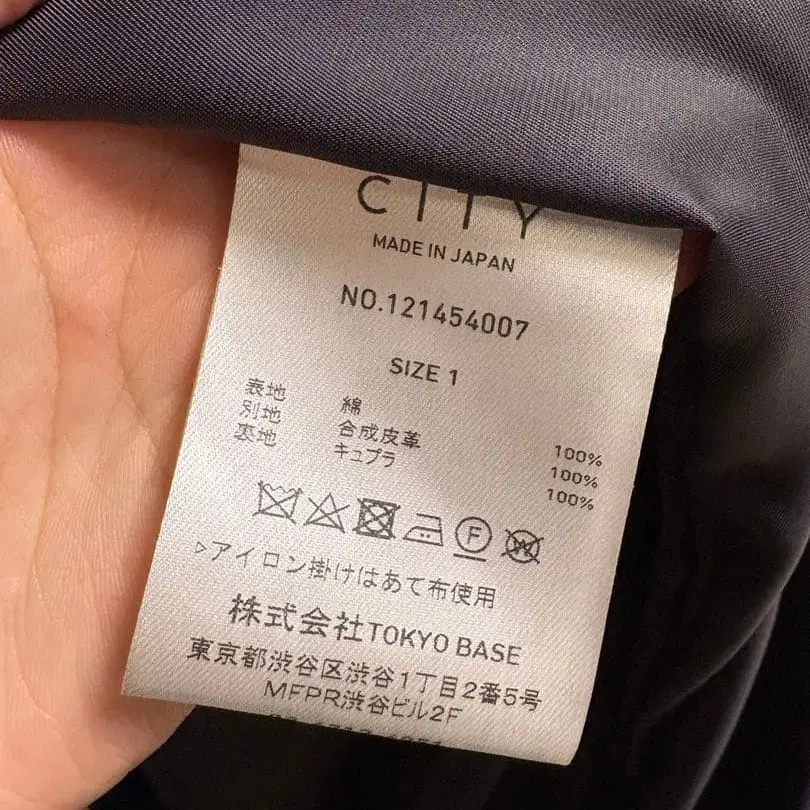 CITY
MADE IN JAPAN
NO.121454007
SIZE 1
表地 綿 100%
別地 合成皮革 100%
裏地 キュプラ 100%
F
W
▷アイロン掛けはあて布使用
株式会社TOKYO BASE
東京都渋谷区渋谷1丁目2番5号
MFPR渋谷ビル2F